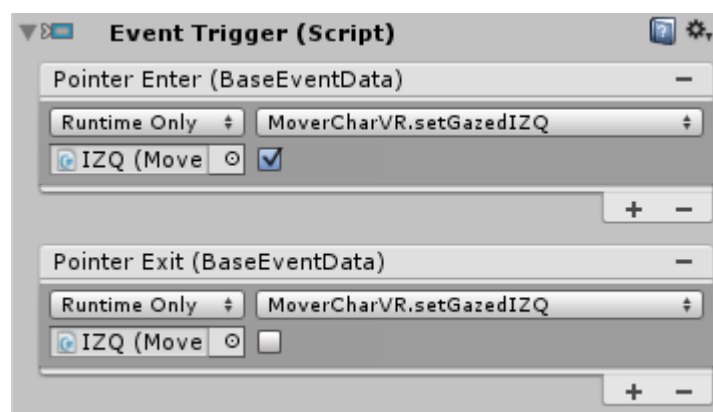 Event Trigger (Script)
Pointer Enter (BaseEventData)
Runtime Only MoverCharVR.setGazedIZQ
IZQ (Move
Pointer Exit (BaseEventData)
Runtime Only MoverCharVR.setGazedIZQ
IZQ (Move